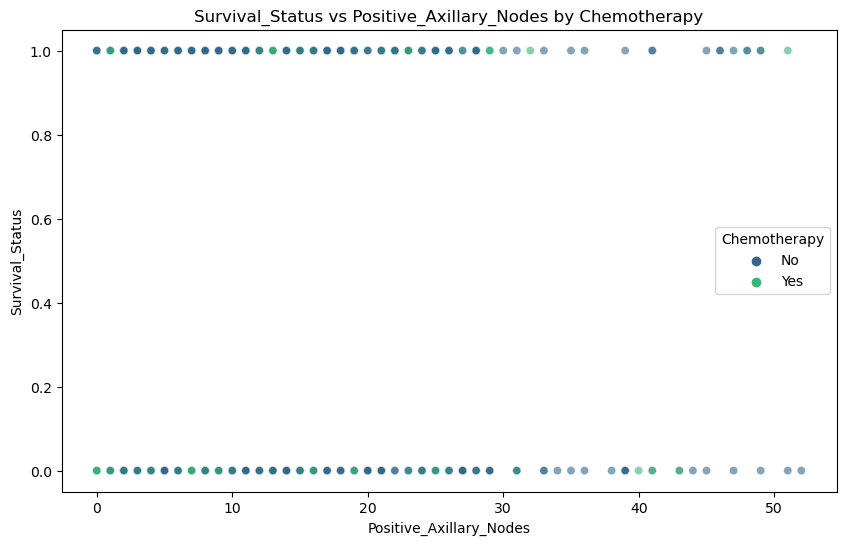 Survival_Status vs Positive_Axillary_Nodes by Chemotherapy
1.0
0.8
0.6
0.4
0.2
0.0
Survival_Status
Chemotherapy
No
Yes
0 10 20 30 40 50
Positive_Axillary_Nodes